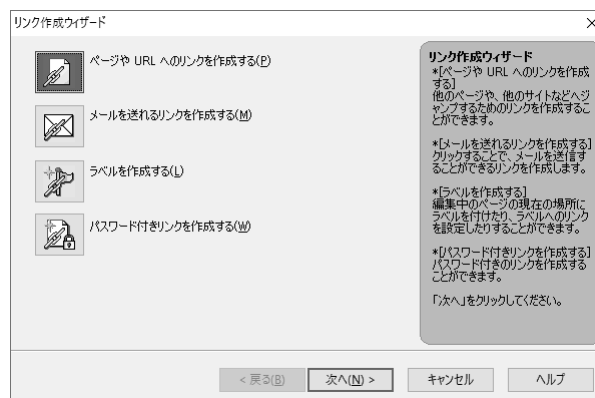 リンク作成ウィザード
ページや URL へのリンクを作成する(P)
メールを送れるリンクを作成する(M)
ラベルを作成する(L)
パスワード付きリンクを作成する(W)
リンク作成ウィザード
*[ページや URL へのリンクを作成
する]
他のページや、他のサイトなどへジ
ャンプするためのリンクを作成するこ
とができます。
*[メールを送れるリンクを作成する]
クリックすることで、メールを送信す
ることができるリンクを作成します。
*[ラベルを作成する]
編集中のページの現在の場所に
ラベルを付けたり、ラベルへのリンク
を設定したりすることができます。
*[パスワード付きリンクを作成する]
パスワード付きのリンクを作成する
ことができます。
「次へ」をクリックしてください。
< 戻る(B)
次へ(N) >
キャンセル
ヘルプ